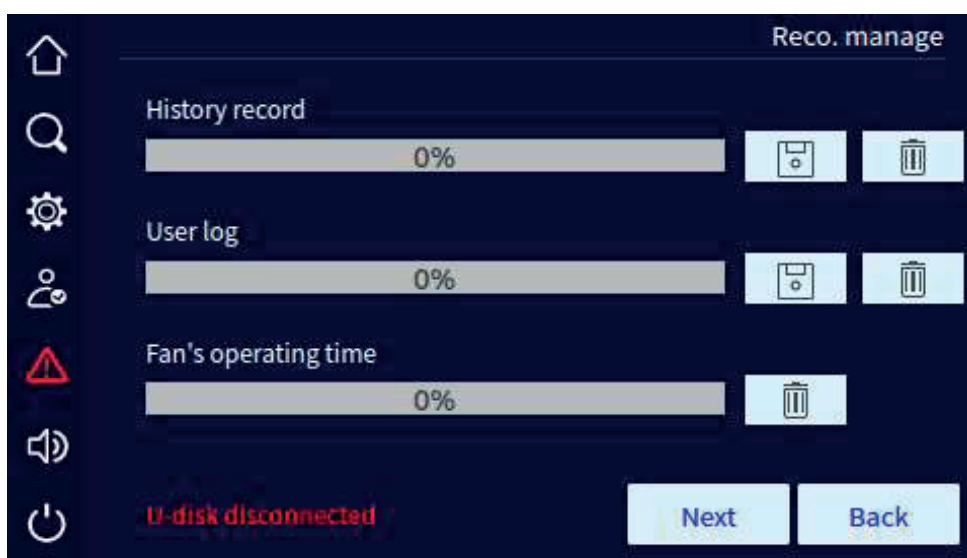 Reco. manage
History record
0%
User log
0%
Fan's operating time
0%
U-disk disconnected
Next
Back